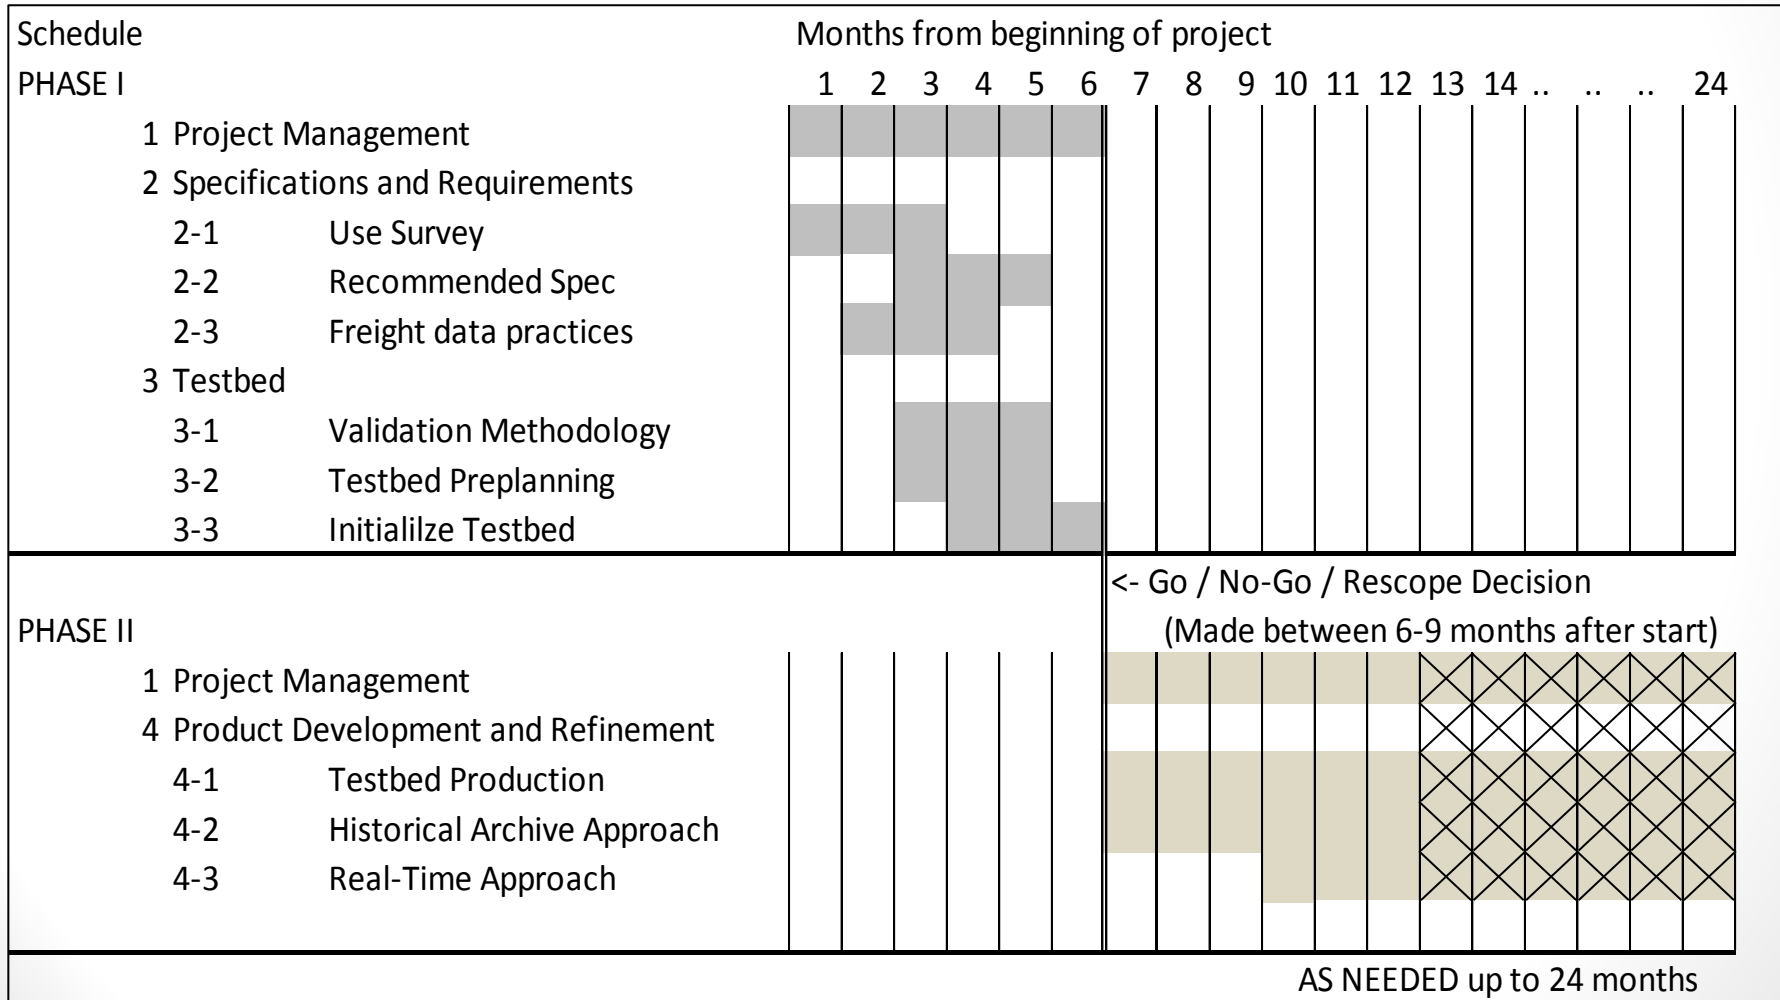 Schedule Months from beginning of project
PHASE I 1 2 3 4 5 6 7 8 9 10 11 12 13 14 .. .. .. 24
1 Project Management
2 Specifications and Requirements
2-1 Use Survey
2-2 Recommended Spec
2-3 Freight data practices
3 Testbed
3-1 Validation Methodology
3-2 Testbed Preplanning
3-3 Initialilze Testbed
<- Go / No-Go / Rescope Decision
PHASE II (Made between 6-9 months after start)
1 Project Management
4 Product Development and Refinement
4-1 Testbed Production
4-2 Historical Archive Approach
4-3 Real-Time Approach
AS NEEDED up to 24 months